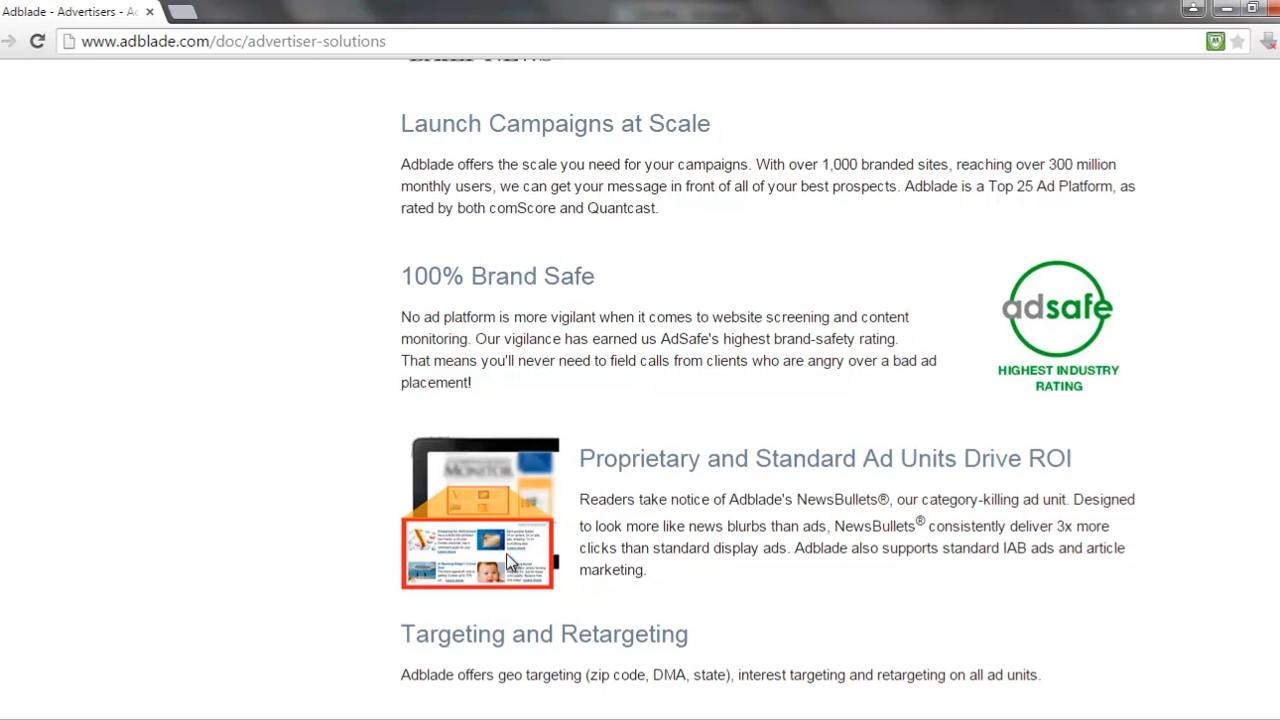 Adblade - Advertisers - A
www.adblade.com/doc/advertiser-solutions
DAILY NEWS
Launch Campaigns at Scale
Adblade offers the scale you need for your campaigns. With over 1,000 branded sites, reaching over 300 million
monthly users, we can get your message in front of all of your best prospects. Adblade is a Top 25 Ad Platform, as
rated by both comScore and Quantcast.
100% Brand Safe
No ad platform is more vigilant when it comes to website screening and content
monitoring. Our vigilance has earned us AdSafe's highest brand-safety rating.
That means you'll never need to field calls from clients who are angry over a bad ad
placement!
adsafe
HIGHEST INDUSTRY
RATING
MONITOR
Proprietary and Standard Ad Units Drive ROI
Readers take notice of Adblade's NewsBullets®, our category-killing ad unit. Designed
to look more like news blurbs than ads, NewsBullets® consistently deliver 3x more
clicks than standard display ads. Adblade also supports standard IAB ads and article
marketing.
Targeting and Retargeting
Adblade offers geo targeting (zip code, DMA, state), interest targeting and retargeting on all ad units.